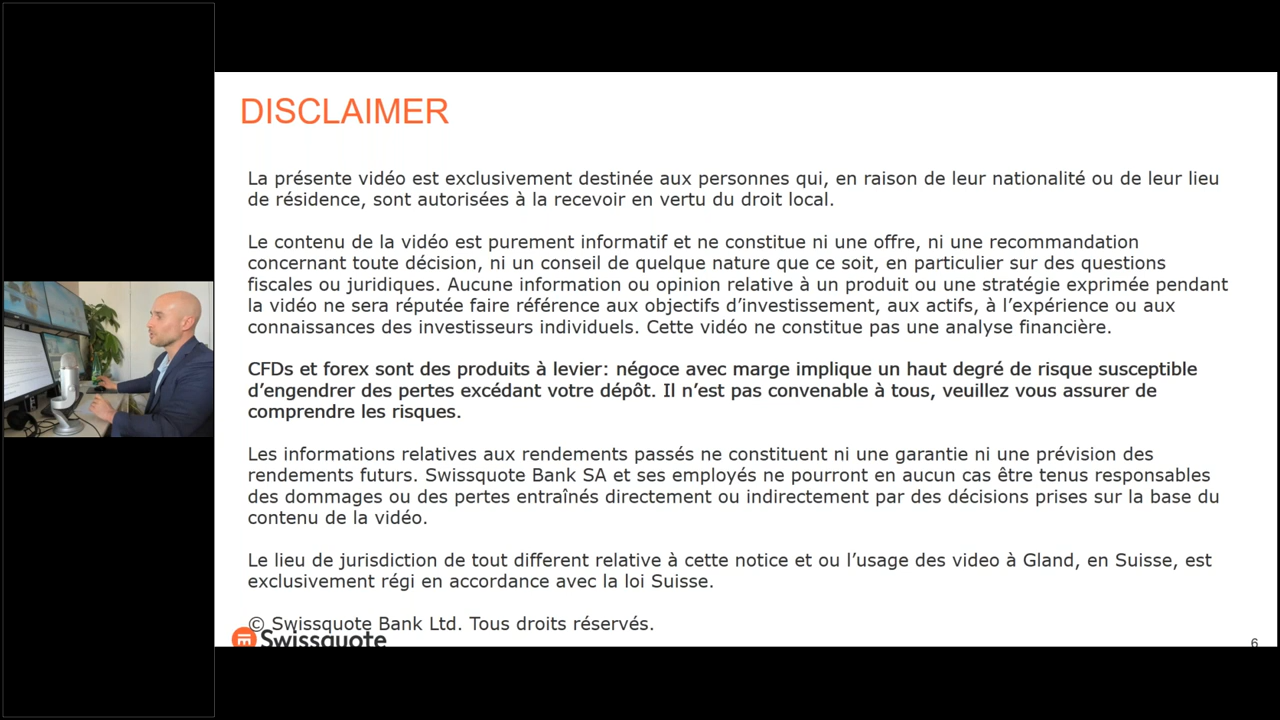 DISCLAIMER
La présente vidéo est exclusivement destinée aux personnes qui, en raison de leur nationalité ou de leur lieu
de résidence, sont autorisées à la recevoir en vertu du droit local.
Le contenu de la vidéo est purement informatif et ne constitue ni une offre, ni une recommandation
concernant toute décision, ni un conseil de quelque nature que ce soit, en particulier sur des questions
fiscales ou juridiques. Aucune information ou opinion relative à un produit ou une stratégie exprimée pendant
la vidéo ne sera réputée faire référence aux objectifs d’investissement, aux actifs, à l’expérience ou aux
connaissances des investisseurs individuels. Cette vidéo ne constitue pas une analyse financière.
CFDs et forex sont des produits à levier: négoce avec marge implique un haut degré de risque susceptible
d’engendrer des pertes excédant votre dépôt. Il n’est pas convenable à tous, veuillez vous assurer de
comprendre les risques.
Les informations relatives aux rendements passés ne constituent ni une garantie ni une prévision des
rendements futurs. Swissquote Bank SA et ses employés ne pourront en aucun cas être tenus responsables
des dommages ou des pertes entraînés directement ou indirectement par des décisions prises sur la base du
contenu de la vidéo.
Le lieu de jurisdiction de tout different relative à cette notice et ou l’usage des video à Gland, en Suisse, est
exclusivement régi en accordance avec la loi Suisse.
© Swissquote Bank Ltd. Tous droits réservés.
Swissquote
6